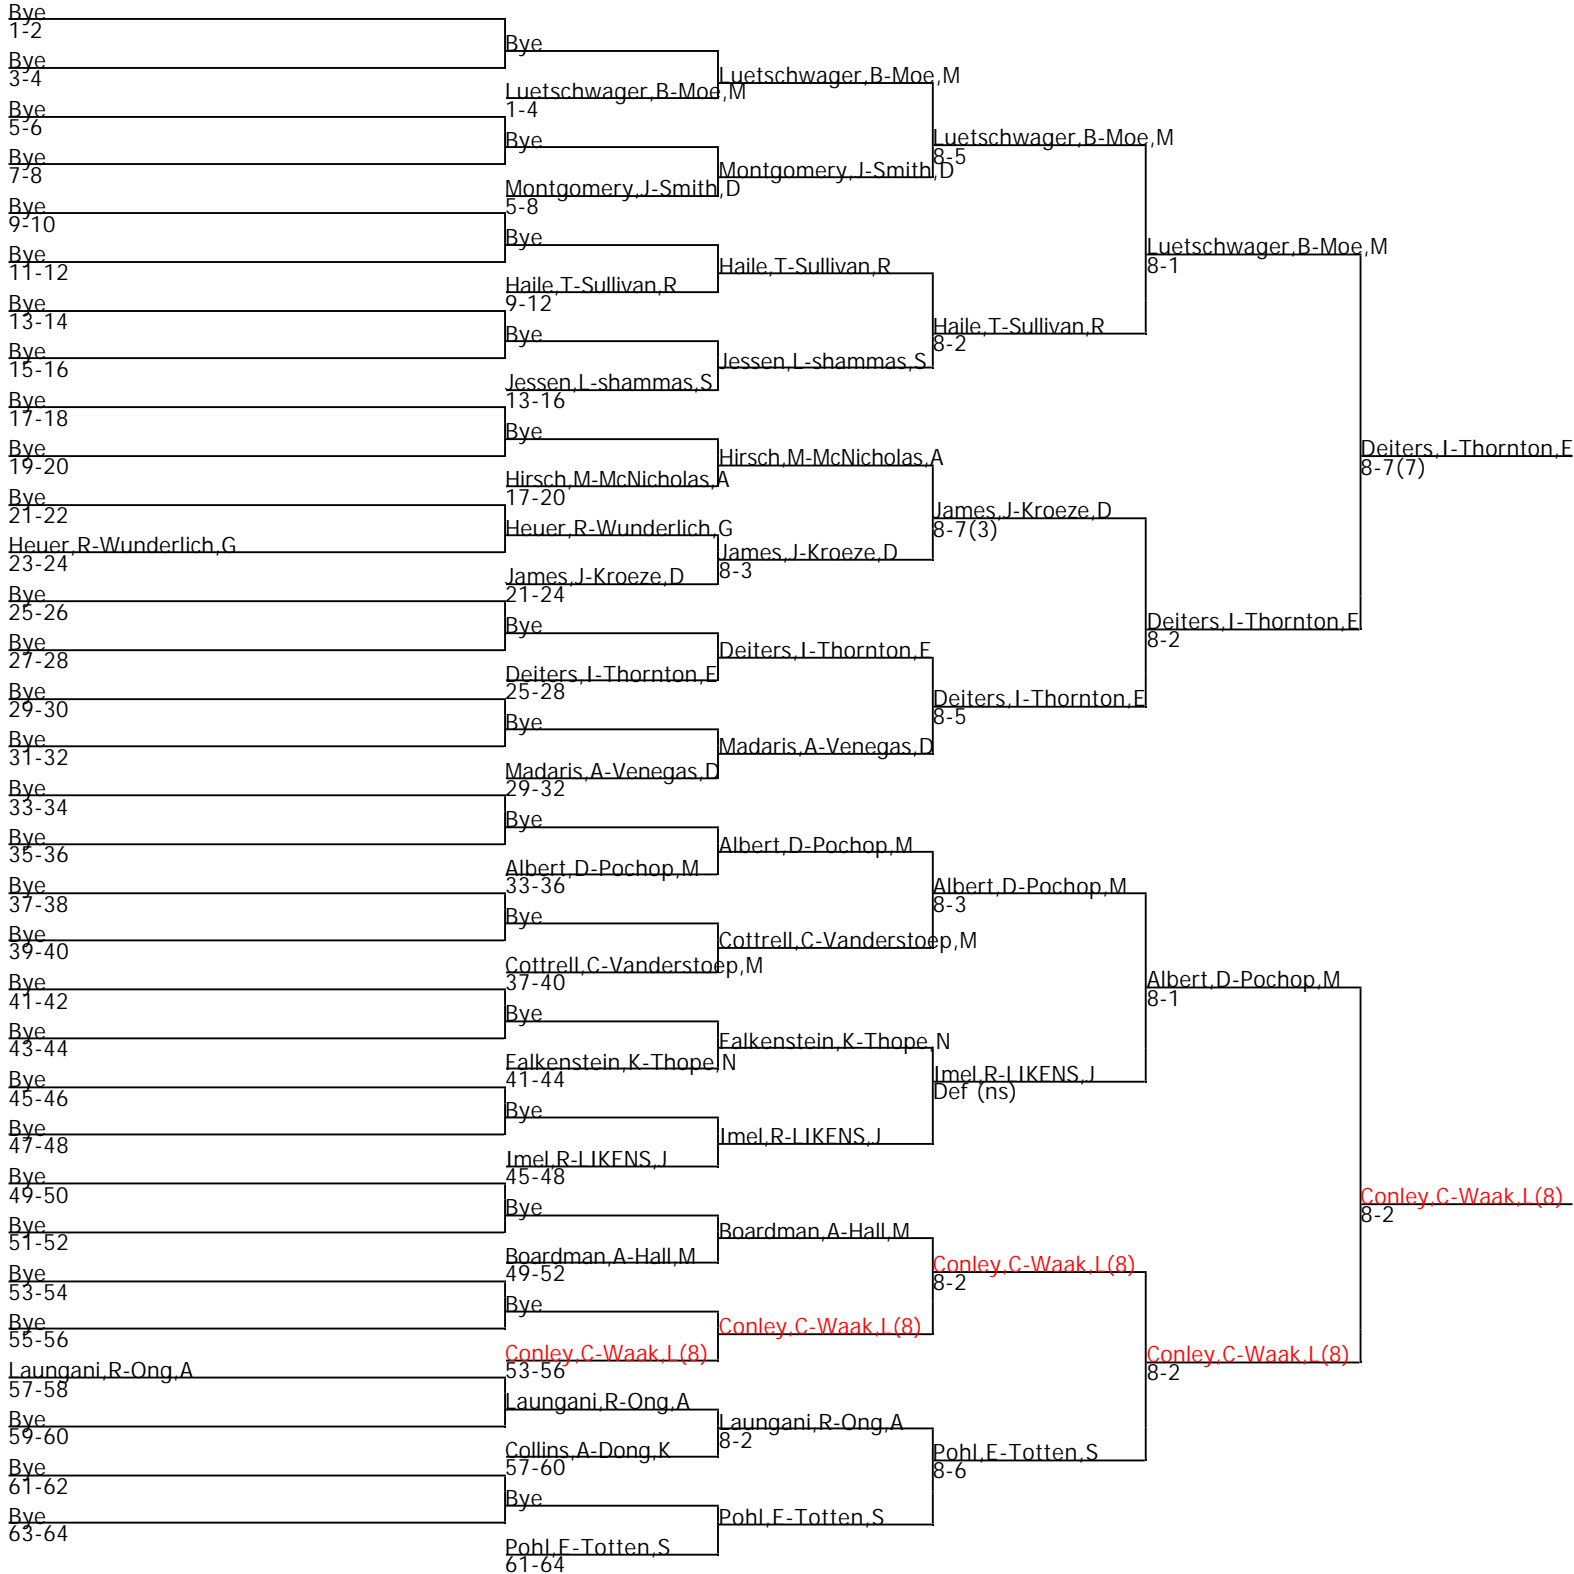 Bye
1-2
Bye
3-4
Bye
5-6
Bye
7-8
Bye
9-10
Bye
11-12
Bye
13-14
Bye
15-16
Bye
17-18
Bye
19-20
Bye
21-22
Heuer,R-Wunderlich,G
23-24
Bye
25-26
Bye
27-28
Bye
29-30
Bye
31-32
Bye
33-34
Bye
35-36
Bye
37-38
Bye
39-40
Bye
41-42
Bye
43-44
Bye
45-46
Bye
47-48
Bye
49-50
Bye
51-52
Bye
53-54
Bye
55-56
Laungani,R-Ong,A
57-58
Bye
59-60
Bye
61-62
Bye
63-64
Bye
Luetschwager,B-Moe,M
1-4
Bye
Montgomery,J-Smith,D
5-8
Bye
Haile,T-Sullivan,R
9-12
Bye
Jessen,L-shammas,S
13-16
Bye
Hirsch,M-McNicholas,A
17-20
Heuer,R-Wunderlich,G
James,J-Kroeze,D
21-24
Bye
Deiters,I-Thornton,E
25-28
Bye
Madaris,A-Venegas,D
29-32
Bye
Albert,D-Pochop,M
33-36
Bye
Cottrell,C-Vanderstoep,M
37-40
Bye
Falkenstein,K-Thope,N
41-44
Bye
Imel,R-LIKENS,J
45-48
Bye
Boardman,A-Hall,M
49-52
Bye
Conley,C-Waak,L(8)
53-56
Laungani,R-Ong,A
Collins,A-Dong,K
57-60
Bye
Pohl,E-Totten,S
61-64
Luetschwager,B-Moe,M
Montgomery,J-Smith,D
Haile,T-Sullivan,R
Jessen,L-shammas,S
Hirsch,M-McNicholas,A
James,J-Kroeze,D
8-3
Deiters,I-Thornton,E
Madaris,A-Venegas,D
Albert,D-Pochop,M
Cottrell,C-Vanderstoep,M
Falkenstein,K-Thope,N
Imel,R-LIKENS,J
Boardman,A-Hall,M
Conley,C-Waak,L(8)
Laungani,R-Ong,A
8-2
Pohl,E-Totten,S
Luetschwager,B-Moe,M
8-5
Haile,T-Sullivan,R
8-2
James,J-Kroeze,D
8-7(3)
Deiters,I-Thornton,E
8-5
Albert,D-Pochop,M
8-3
Imel,R-LIKENS,J
Def (ns)
Conley,C-Waak,L(8)
8-2
Pohl,E-Totten,S
8-6
Luetschwager,B-Moe,M
8-1
Deiters,I-Thornton,E
8-2
Albert,D-Pochop,M
8-1
Conley,C-Waak,L(8)
8-2
Deiters,I-Thornton,E
8-7(7)
Conley,C-Waak,L(8)
8-2